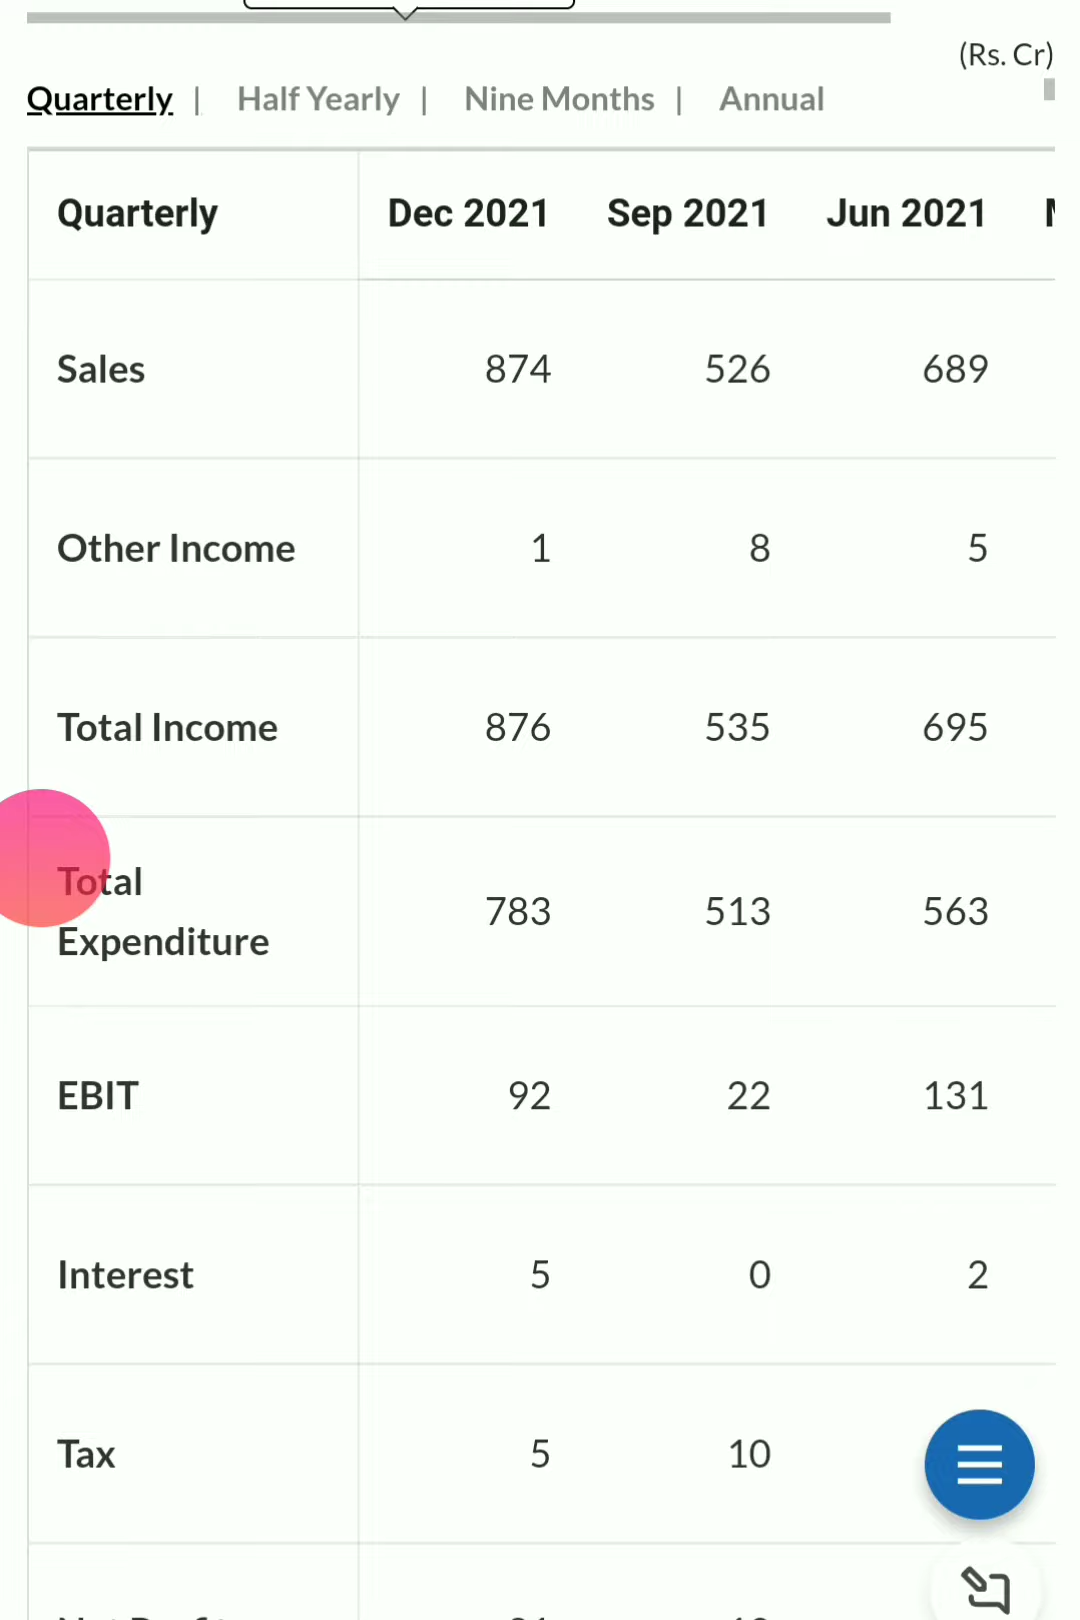 (Rs. Cr)
Quarterly | Half Yearly | Nine Months | Annual
Quarterly Dec 2021 Sep 2021 Jun 2021
Sales 874 526 689
Other Income 1 8 5
Total Income 876 535 695
Total
Expenditure 783 513 563
EBIT 92 22 131
Interest 5 0 2
Tax 5 10